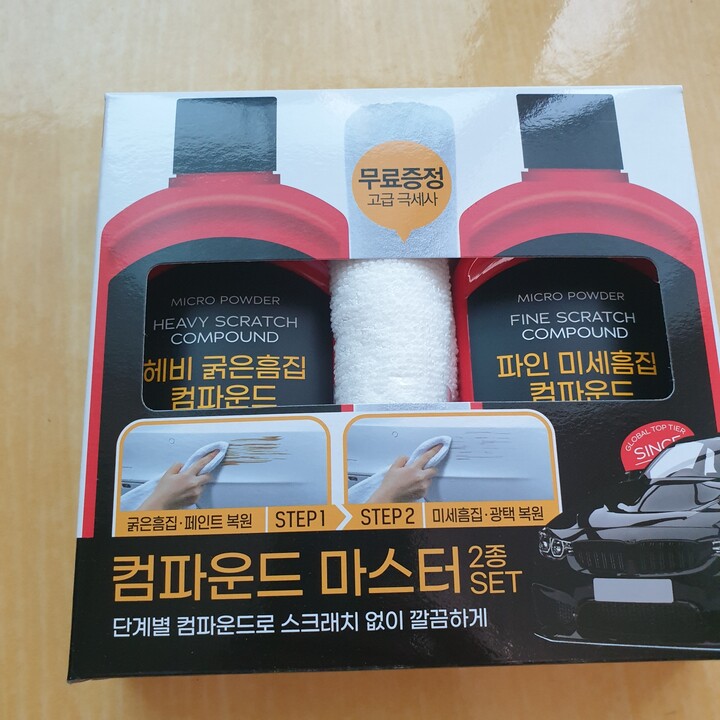 무료증정
고급 극세사
MICRO POWDER
HEAVY SCRATCH
COMPOUND
헤비 굵은흠집
컴파운드
MICRO POWDER
FINE SCRATCH
COMPOUND
파인 미세흠집
컴파운드
GLOBAL TOP TIER
SINCE
굵은흠집·페인트 복원
STEP 1
STEP 2
미세흠집·광택 복원
컴파운드 마스터 2종
SET
단계별 컴파운드로 스크래치 없이 깔끔하게